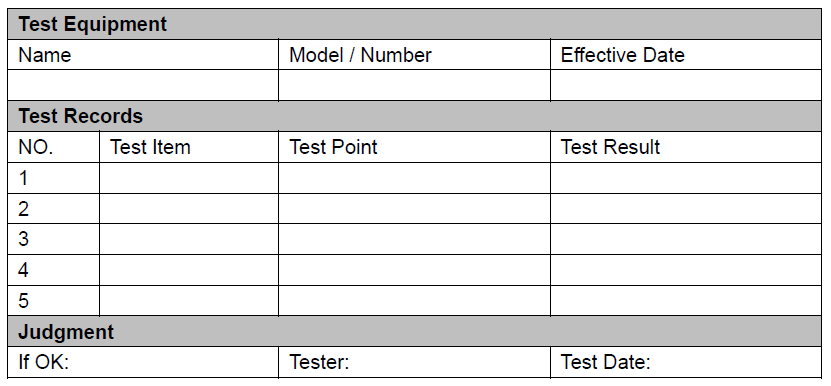 Test Equipment
Name Model / Number Effective Date
Test Records
NO. Test Item Test Point Test Result
1
2
3
4
5
Judgment
If OK: Tester: Test Date: